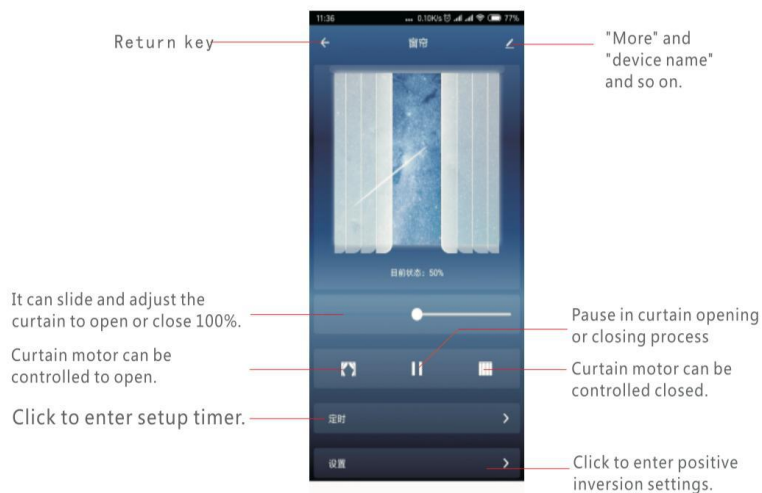 11:36
... 0.10K/s 77%
Return key
窗帘
"More" and
"device name"
and so on.
目前状态：50%
It can slide and adjust the
curtain to open or close 100%.
Pause in curtain opening
or closing process
Curtain motor can be
controlled to open.
Curtain motor can be
controlled closed.
Click to enter setup timer.
定时
设置
Click to enter positive
inversion settings.